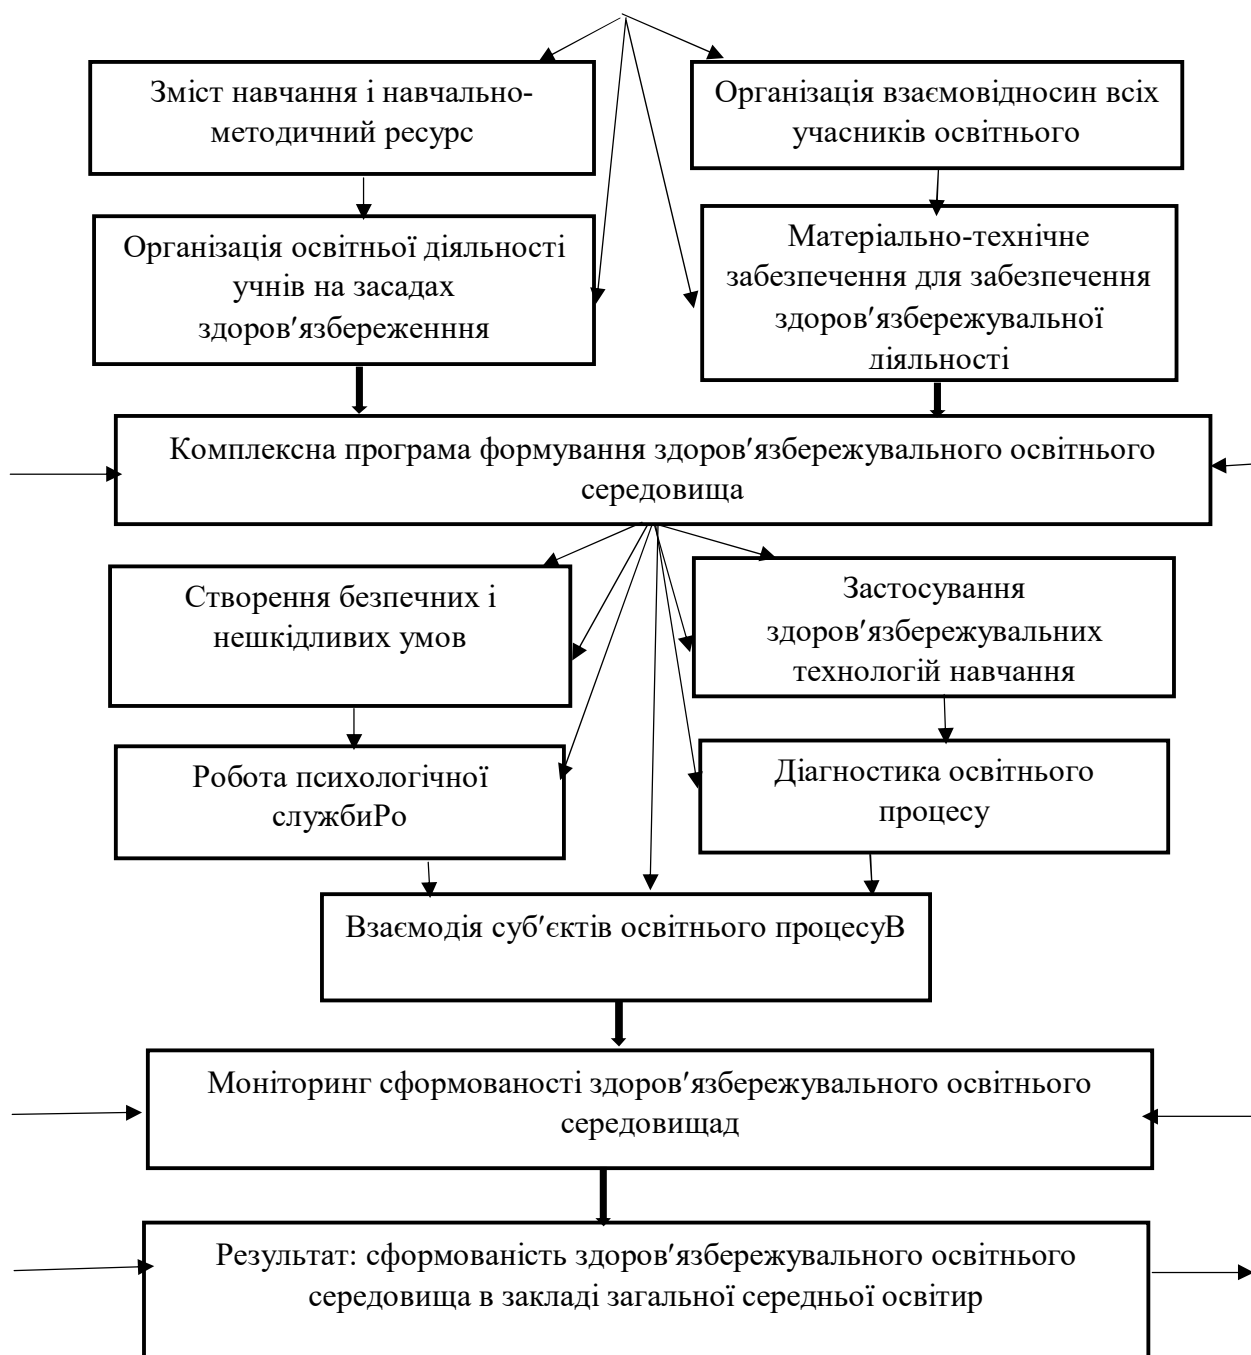 Зміст навчання і навчально-
методичний ресурс
Організація взаємовідносин всіх
учасників освітнього
Організація освітньої діяльності
учнів на засадах
здоров′язбереженння
Матеріально-технічне
забезпечення для забезпечення
здоров′язбережувальної
діяльності
Комплексна програма формування здоров′язбережувального освітнього
середовища
Створення безпечних і
нешкідливих умов
Застосування
здоров′язбережувальних
технологій навчання
Робота психологічної
службиРо
Діагностика освітнього
процесу
Взаємодія суб′єктів освітнього процесуВ
Моніторинг сформованості здоров′язбережувального освітнього
середовищад
Результат: сформованість здоров′язбережувального освітнього
середовища в закладі загальної середньої освітир